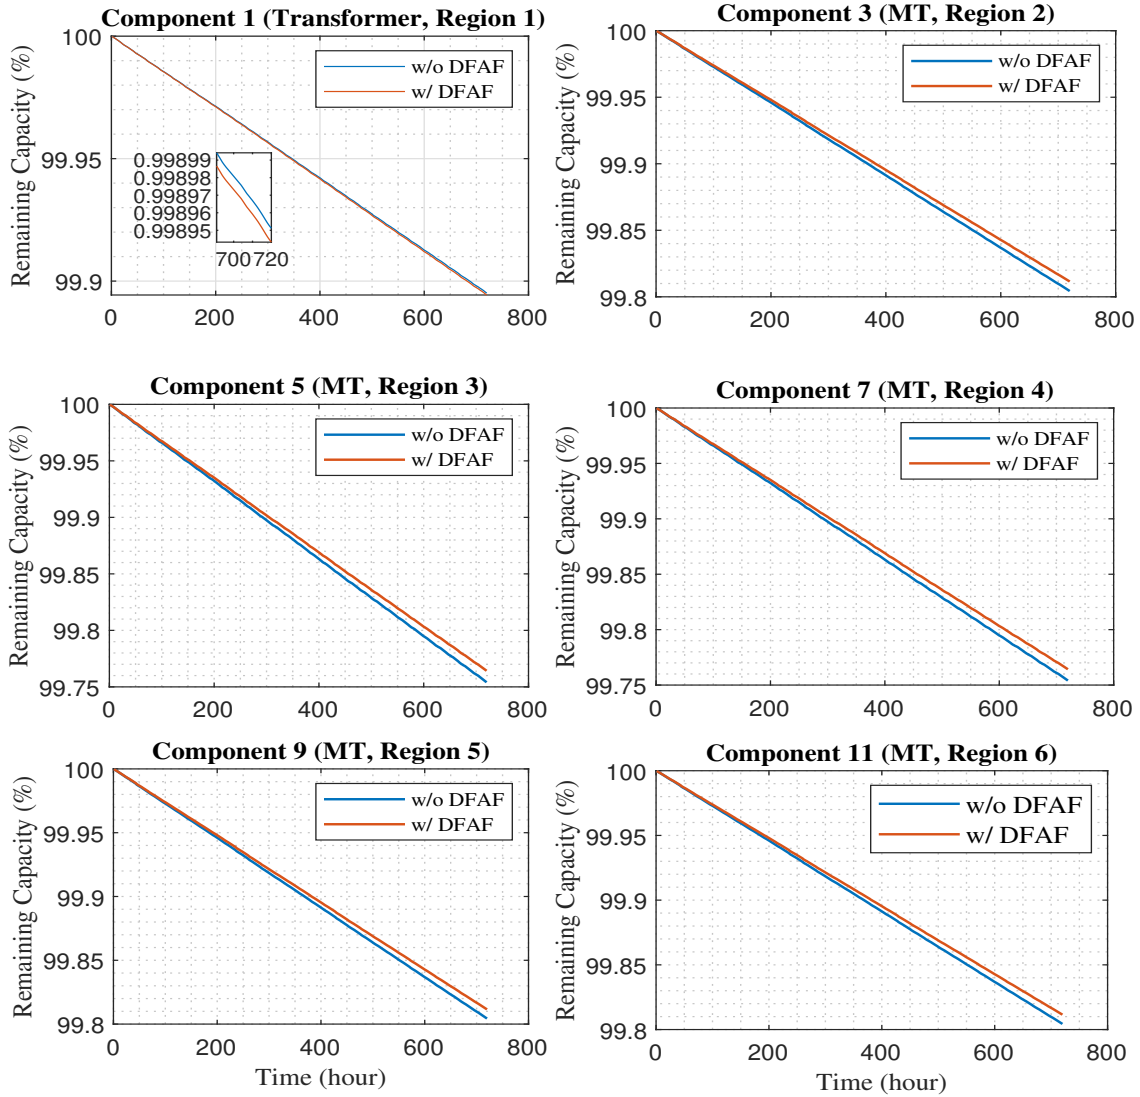 Component 1 (Transformer, Region 1)
Remaining Capacity (%)
100
99.95
99.9
w/o DFAF
w/ DFAF
0.99899
0.99898
0.99897
0.99896
0.99895
700 720
0 200 400 600 800
Component 3 (MT, Region 2)
Remaining Capacity (%)
100
99.95
99.9
99.85
99.8
w/o DFAF
w/ DFAF
0 200 400 600 800
Component 5 (MT, Region 3)
Remaining Capacity (%)
100
99.95
99.9
99.85
99.8
99.75
w/o DFAF
w/ DFAF
0 200 400 600 800
Component 7 (MT, Region 4)
Remaining Capacity (%)
100
99.95
99.9
99.85
99.8
99.75
w/o DFAF
w/ DFAF
0 200 400 600 800
Component 9 (MT, Region 5)
Remaining Capacity (%)
100
99.95
99.9
99.85
99.8
w/o DFAF
w/ DFAF
0 200 400 600 800
Time (hour)
Component 11 (MT, Region 6)
Remaining Capacity (%)
100
99.95
99.9
99.85
99.8
w/o DFAF
w/ DFAF
0 200 400 600 800
Time (hour)